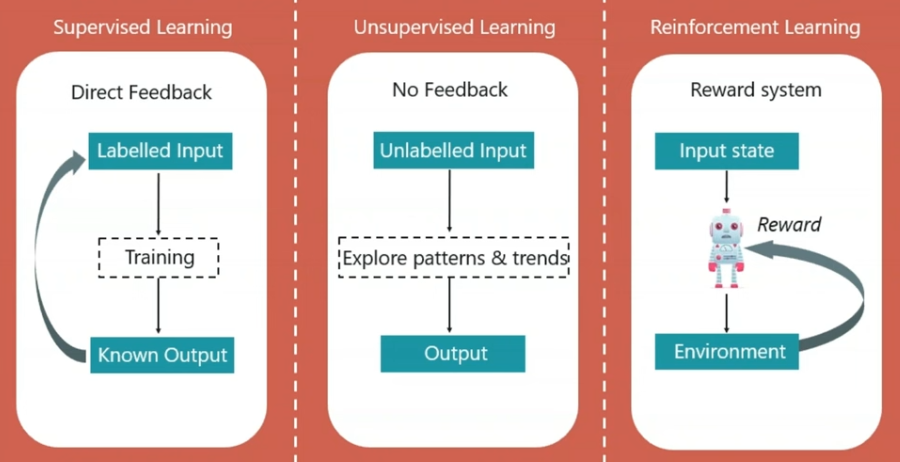 Supervised Learning
Direct Feedback
Labelled Input
Training
Known Output
Unsupervised Learning
No Feedback
Unlabelled Input
Explore patterns & trends
Output
Reinforcement Learning
Reward system
Input state
Reward
Environment